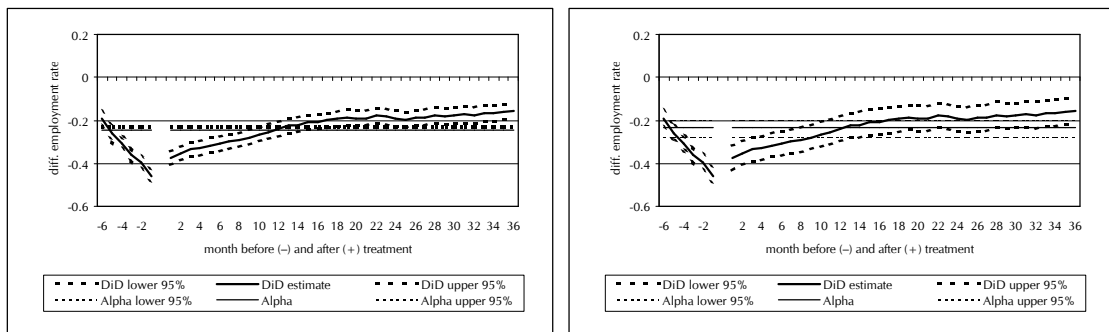 0.2
0
-0.2
-0.4
-0.6
diff. employment rate
-6 -4 -2 2 4 6 8 10 12 14 16 18 20 22 24 26 28 30 32 34 36
month before (–) and after (+) treatment
DiD lower 95% DiD estimate DiD upper 95%
Alpha lower 95% Alpha Alpha upper 95%
0.2
0
-0.2
-0.4
-0.6
diff. employment rate
-6 -4 -2 2 4 6 8 10 12 14 16 18 20 22 24 26 28 30 32 34 36
month before (–) and after (+) treatment
DiD lower 95% DiD estimate DiD upper 95%
Alpha lower 95% Alpha Alpha upper 95%